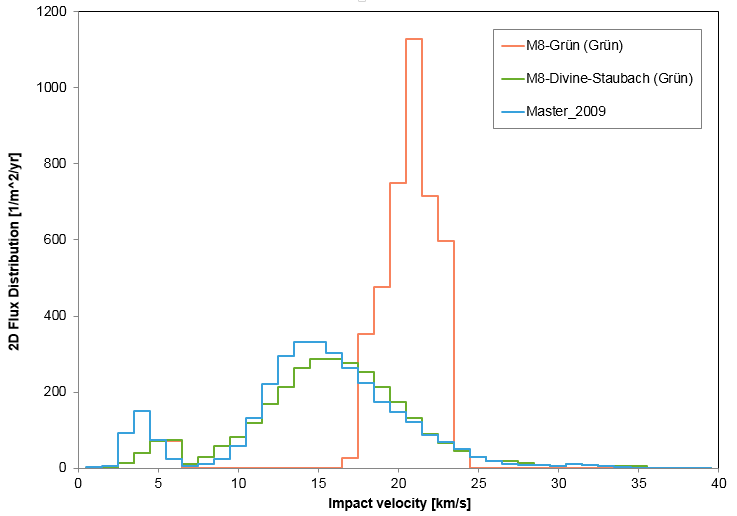 1200
1000
800
600
400
200
0
0 5 10 15 20 25 30 35 40
2D Flux Distribution [1/m^2/yr]
Impact velocity [km/s]
M8-Grün (Grün)
M8-Divine-Staubach (Grün)
Master_2009